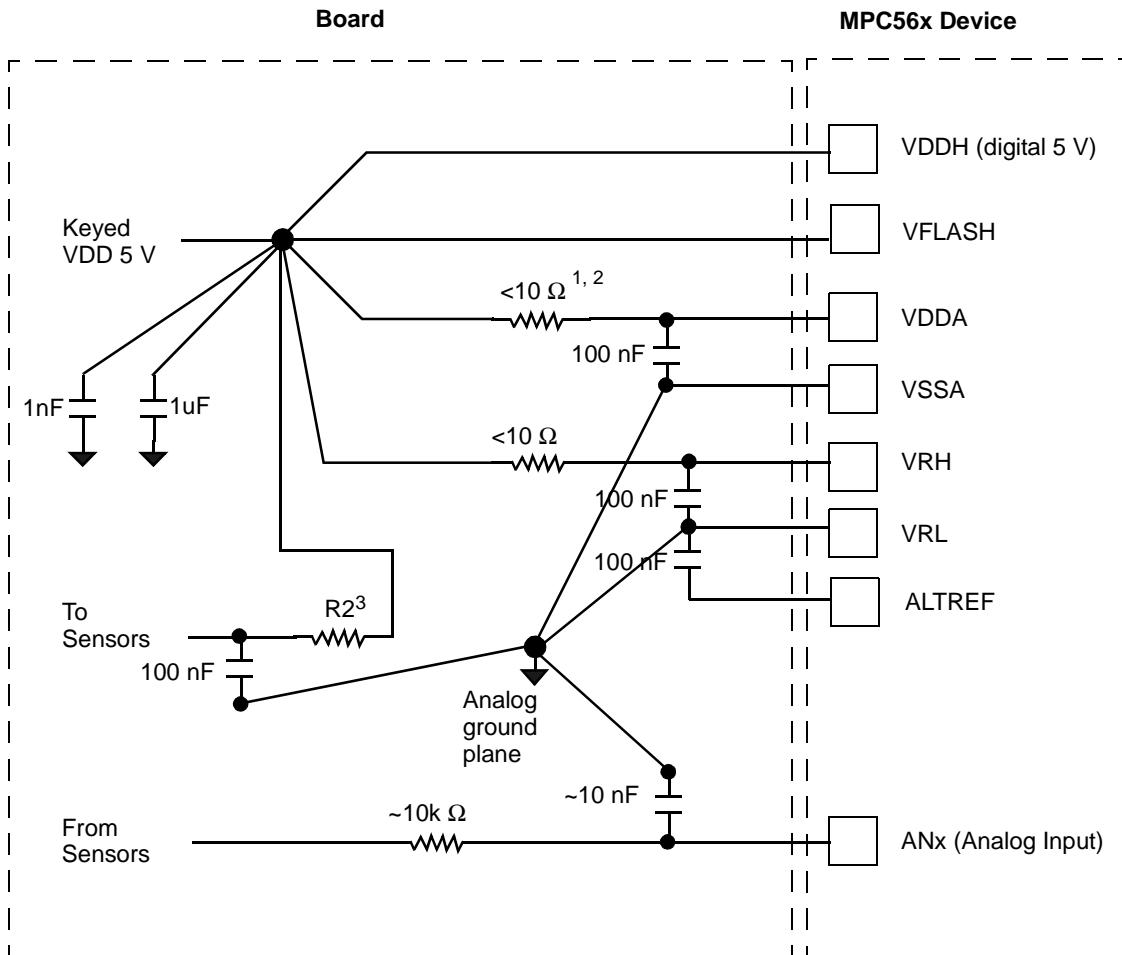 Board
MPC56x Device
VDDH (digital 5 V)
Keyed
VDD 5 V
VFLASH
<10 Ω 1, 2
VDDA
100 nF
VSSA
1nF
1uF
<10 Ω
VRH
100 nF
VRL
100 nF
ALTREF
To
Sensors
R2³
100 nF
Analog
ground
plane
~10 nF
~10k Ω
From
Sensors
ANx (Analog Input)